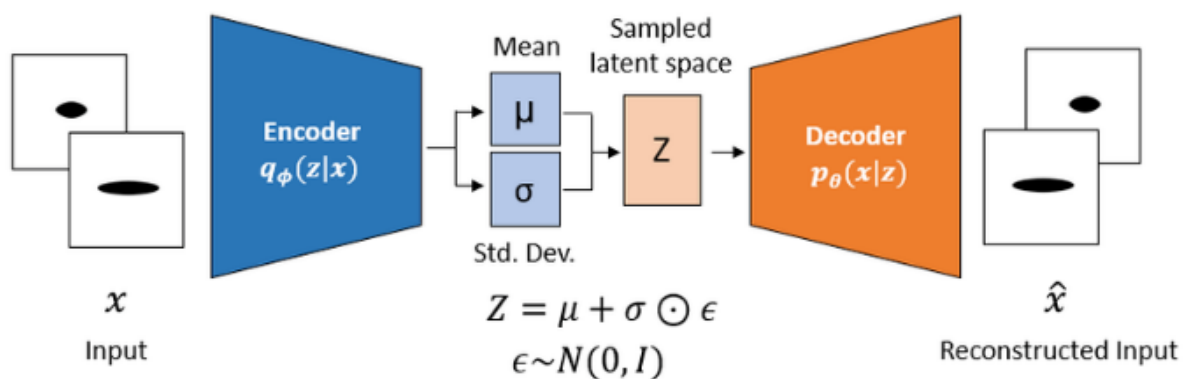 Mean
Sampled
latent space
Encoder
qϕ(z|x)
μ
σ
Z
Decoder
pθ(x|z)
Std. Dev.
x
Input
Z = μ + σ ⊙ ϵ
ϵ~N(0, I)
x̂
Reconstructed Input